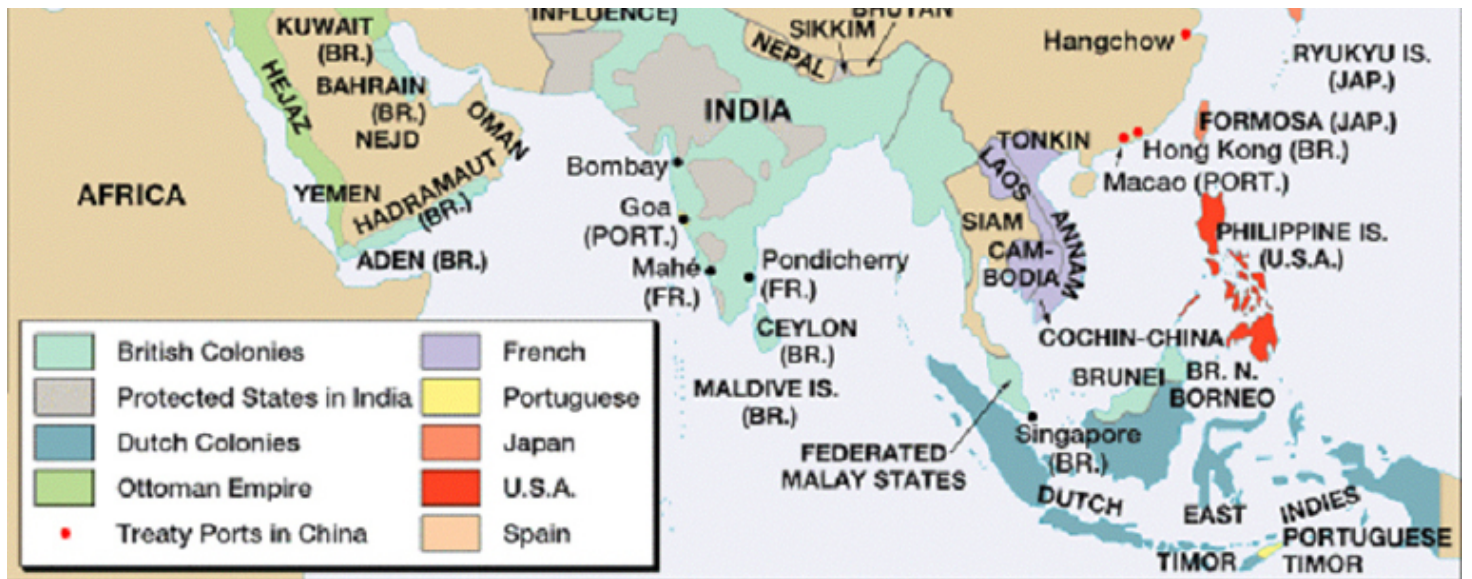 INFLUENCE)
BHUTAN
SIKKIM
NEPAL
KUWAIT
(BR.)
HEJAZ
BAHRAIN
(BR.)
NEJD
OMAN
INDIA
Hangchow
RYUKYU IS.
(JAP.)
FORMOSA (JAP.)
TONKIN
Hong Kong (BR.)
LAOS
Macao (PORT.)
Bombay
AFRICA
YEMEN
HADRAMAUT
(BR.)
Goa
(PORT.)
SIAM
ANNAM
PHILIPPINE IS.
(U.S.A.)
ADEN (BR.)
Mahé
(FR.)
Pondicherry
(FR.)
CAM-
BODIA
CEYLON
(BR.)
COCHIN-CHINA
MALDIVE IS.
(BR.)
BRUNEI
BR. N.
BORNEO
FEDERATED
MALAY STATES
Singapore
(BR.)
DUTCH
EAST
INDIES
PORTUGUESE
TIMOR
TIMOR
British Colonies
French
Protected States in India
Portuguese
Dutch Colonies
Japan
Ottoman Empire
U.S.A.
Treaty Ports in China
Spain